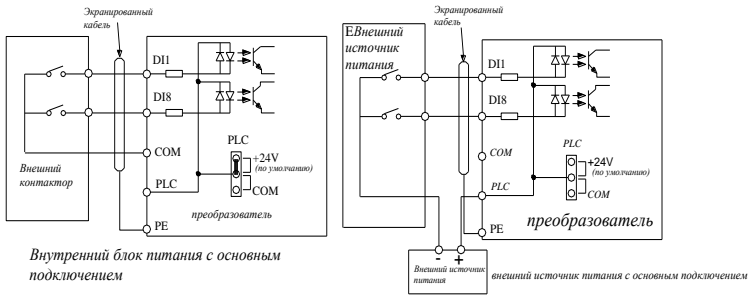 Экранированный
кабель
Внешний
контактор
DI1
DI8
COM
PLC
PE
PLC
+24V
(по умолчанию)
COM
преобразователь
Внутренний блок питания с основным
подключением
Экранированный
кабель
EВнешний
источник
питания
DI1
DI8
COM
PLC
PE
PLC
+24V
(по умолчанию)
COM
преобразователь
- +
Внешний источник
питания
внешний источник питания с основным подключением